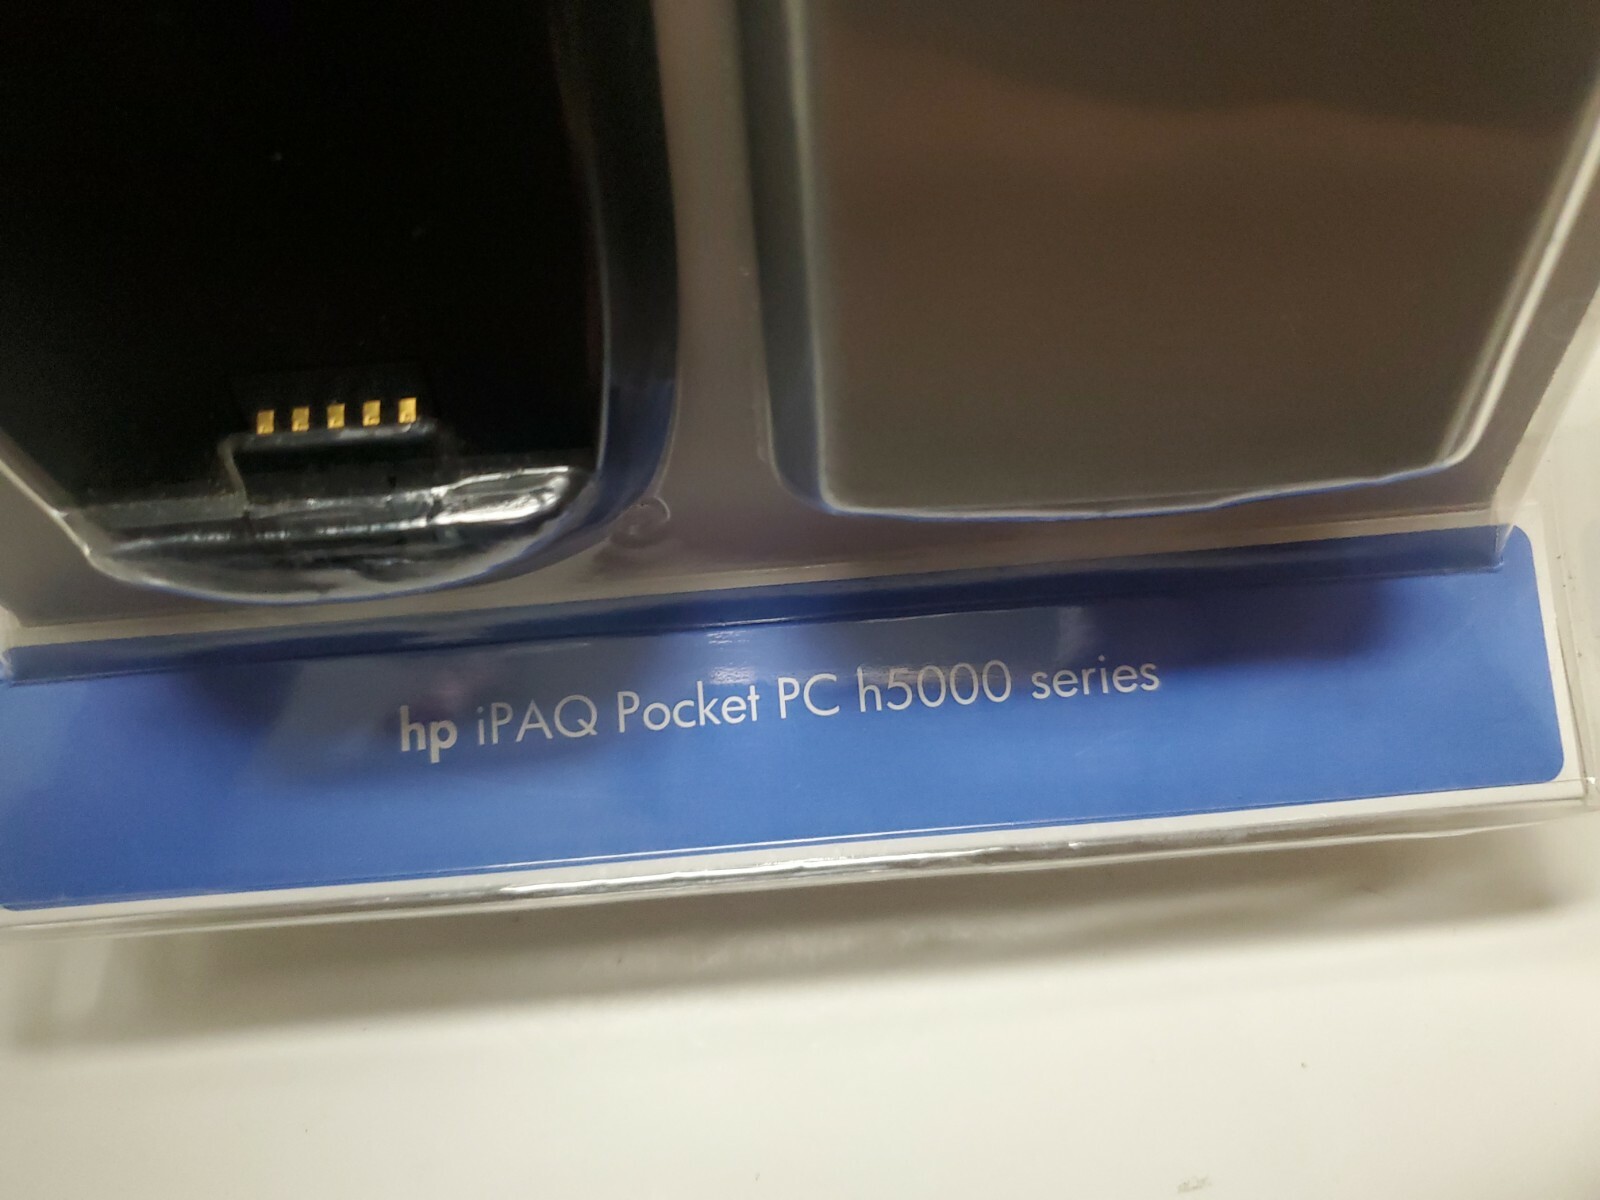 hp iPAQ Pocket PC h5000 series